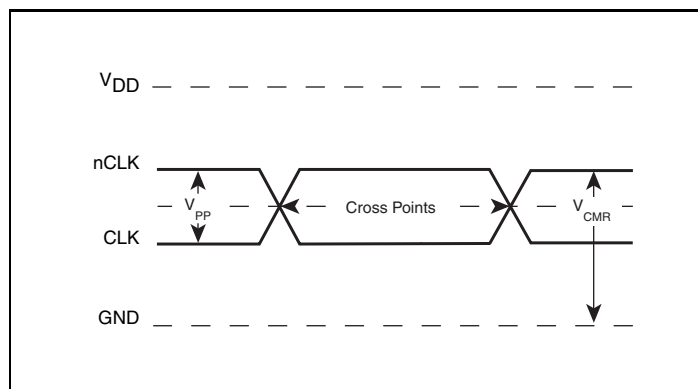 VDD
nCLK
VPP
Cross Points
VCMR
CLK
GND